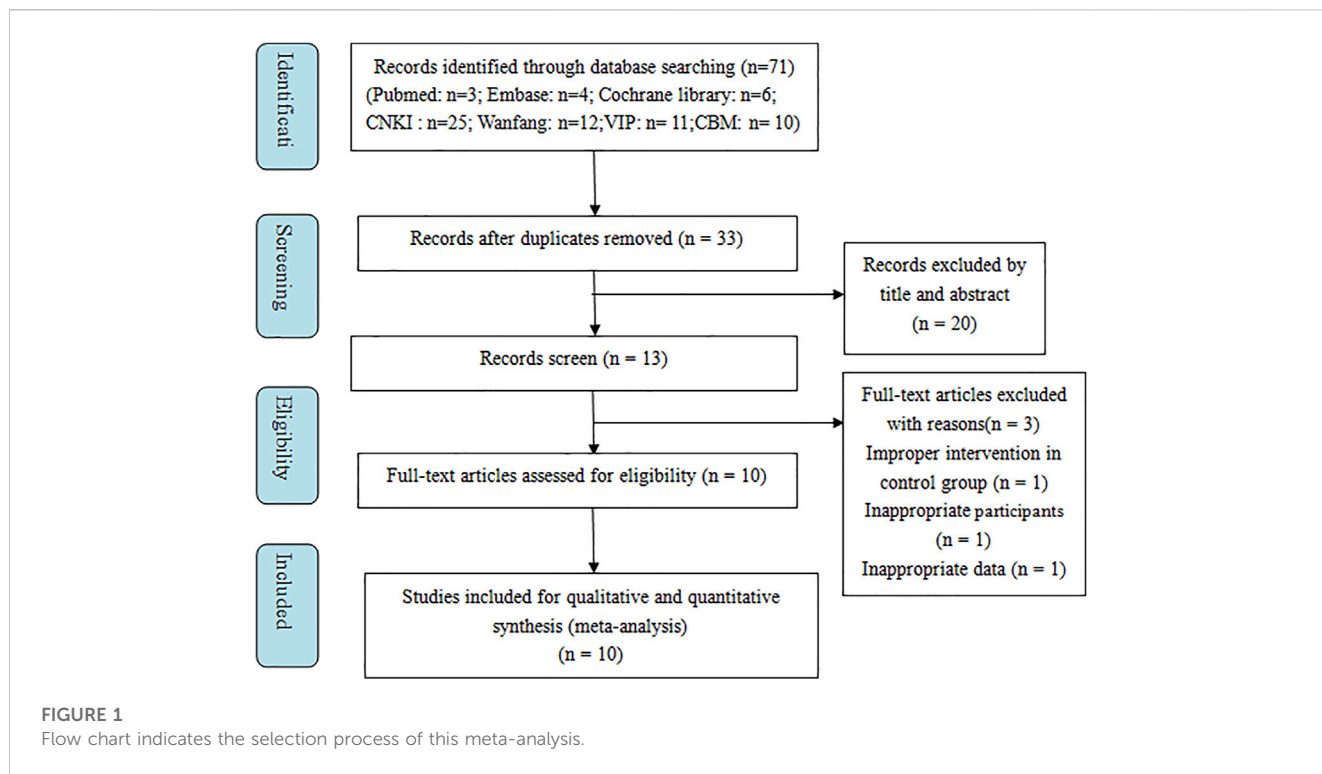 Identificati
Records identified through database searching (n=71)
(Pubmed: n=3; Embase: n=4; Cochrane library: n=6;
CNKI : n=25; Wanfang: n=12;VIP: n= 11;CBM: n= 10)
Screening
Records after duplicates removed (n = 33)
Records excluded by
title and abstract
(n = 20)
Records screen (n = 13)
Eligibility
Full-text articles excluded
with reasons(n = 3)
Improper intervention in
control group (n = 1)
Inappropriate participants
(n = 1)
Inappropriate data (n = 1)
Full-text articles assessed for eligibility (n = 10)
Included
Studies included for qualitative and quantitative
synthesis (meta-analysis)
(n = 10)
FIGURE 1
Flow chart indicates the selection process of this meta-analysis.